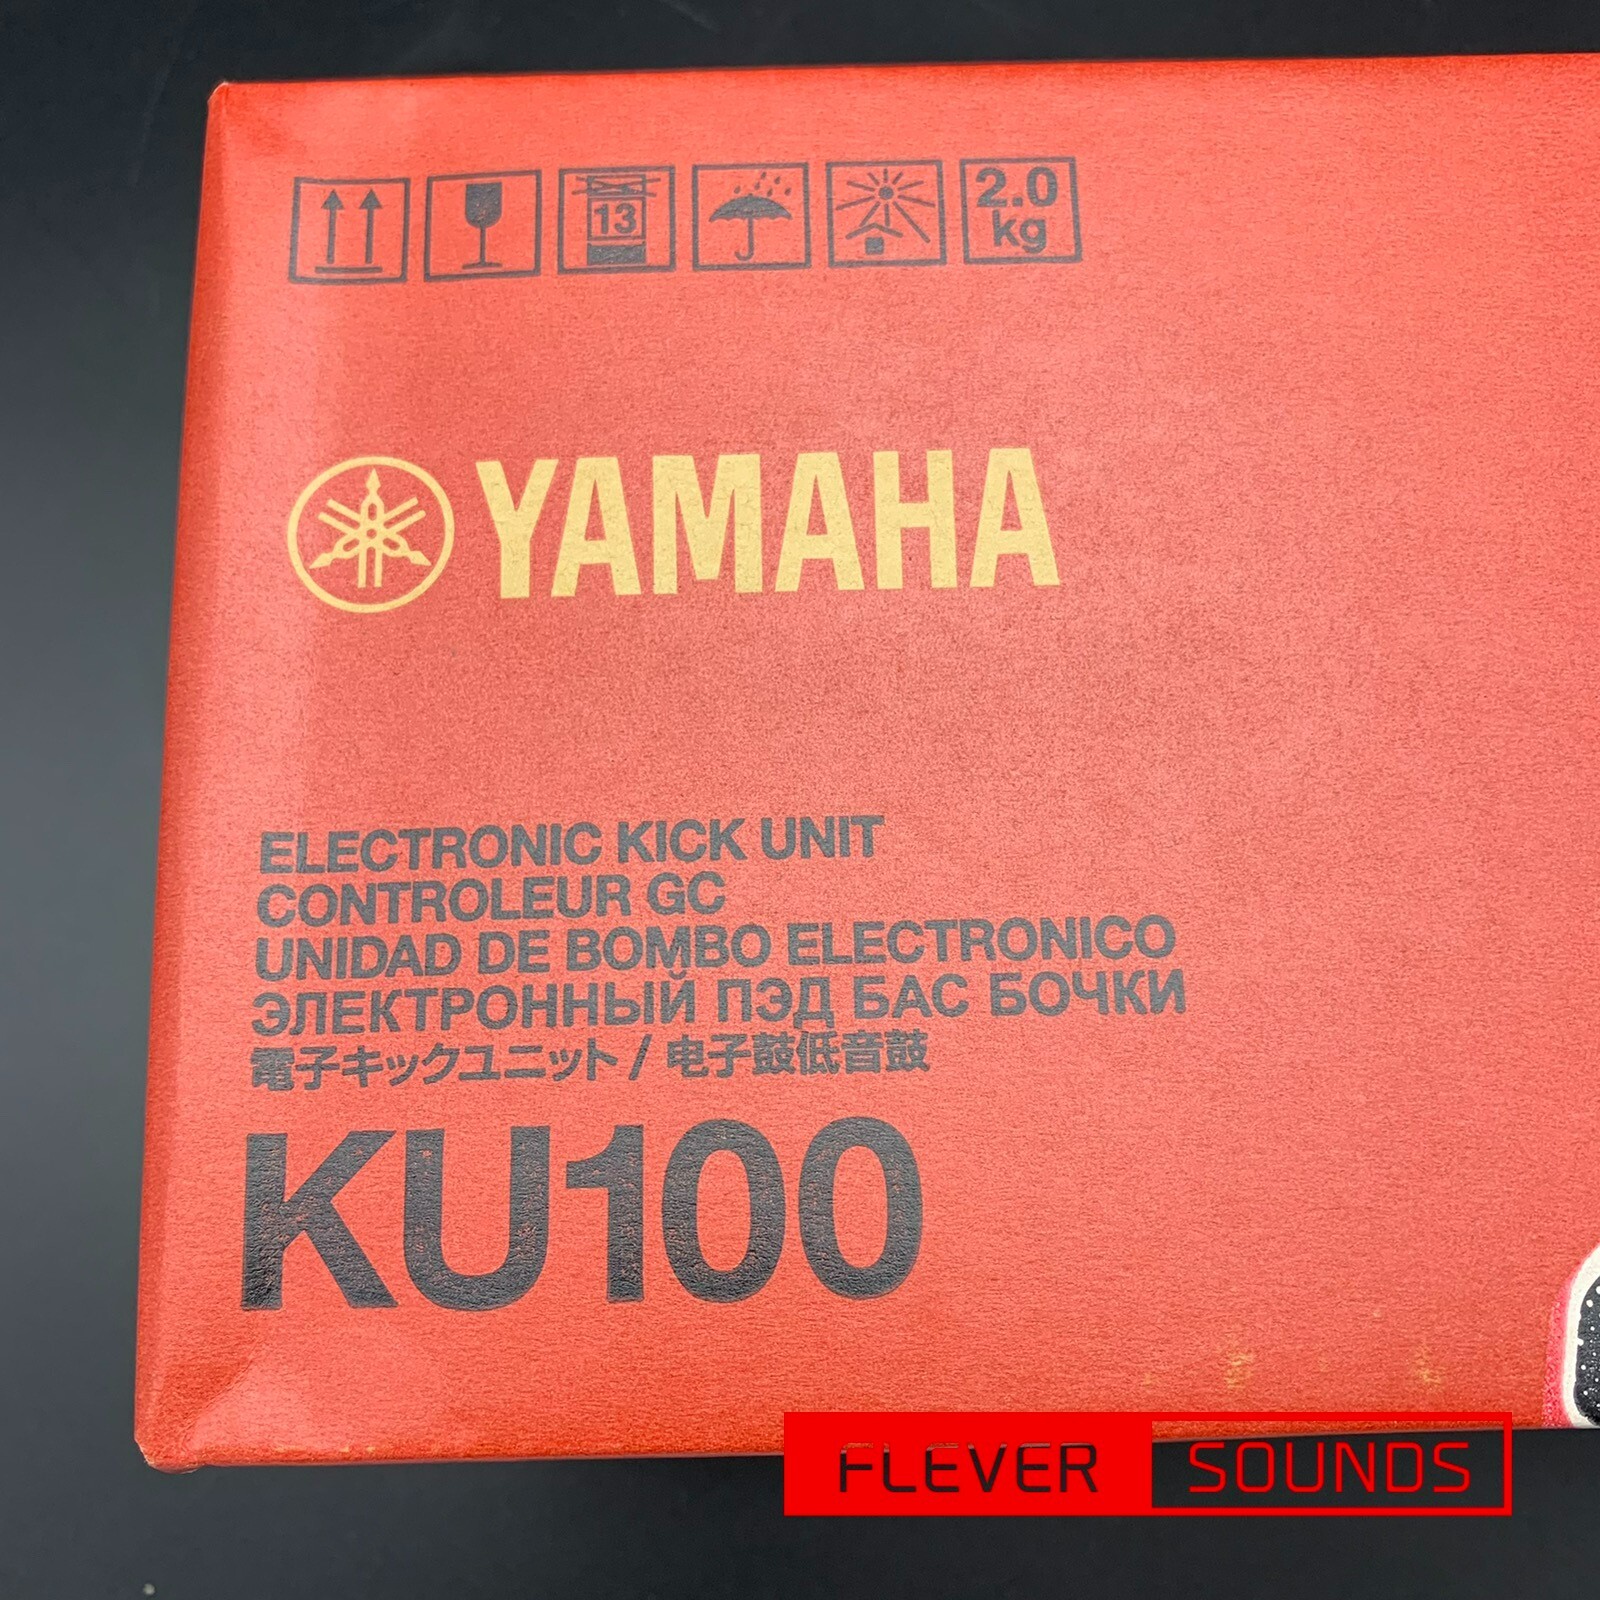 13
2.0
kg
YAMAHA
ELECTRONIC KICK UNIT
CONTROLEUR GC
UNIDAD DE BOMBO ELECTRONICO
ЭЛЕКТРОННЫЙ ПЭД БАС БОЧКИ
電子キックユニット / 电子鼓低音鼓
KU100
FLEVER SOUNDS